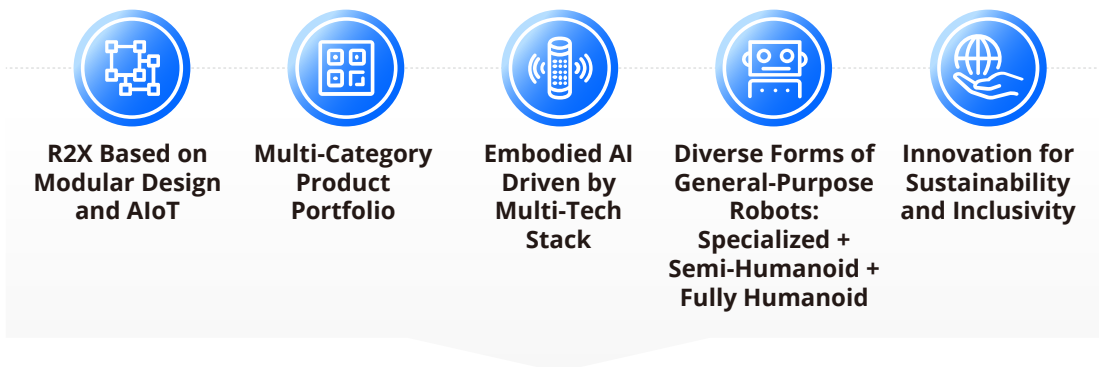 R2X Based on
Modular Design
and AIoT
Multi-Category
Product
Portfolio
Embodied AI
Driven by
Multi-Tech
Stack
Diverse Forms of
General-Purpose
Robots:
Specialized +
Semi-Humanoid +
Fully Humanoid
Innovation for
Sustainability
and Inclusivity